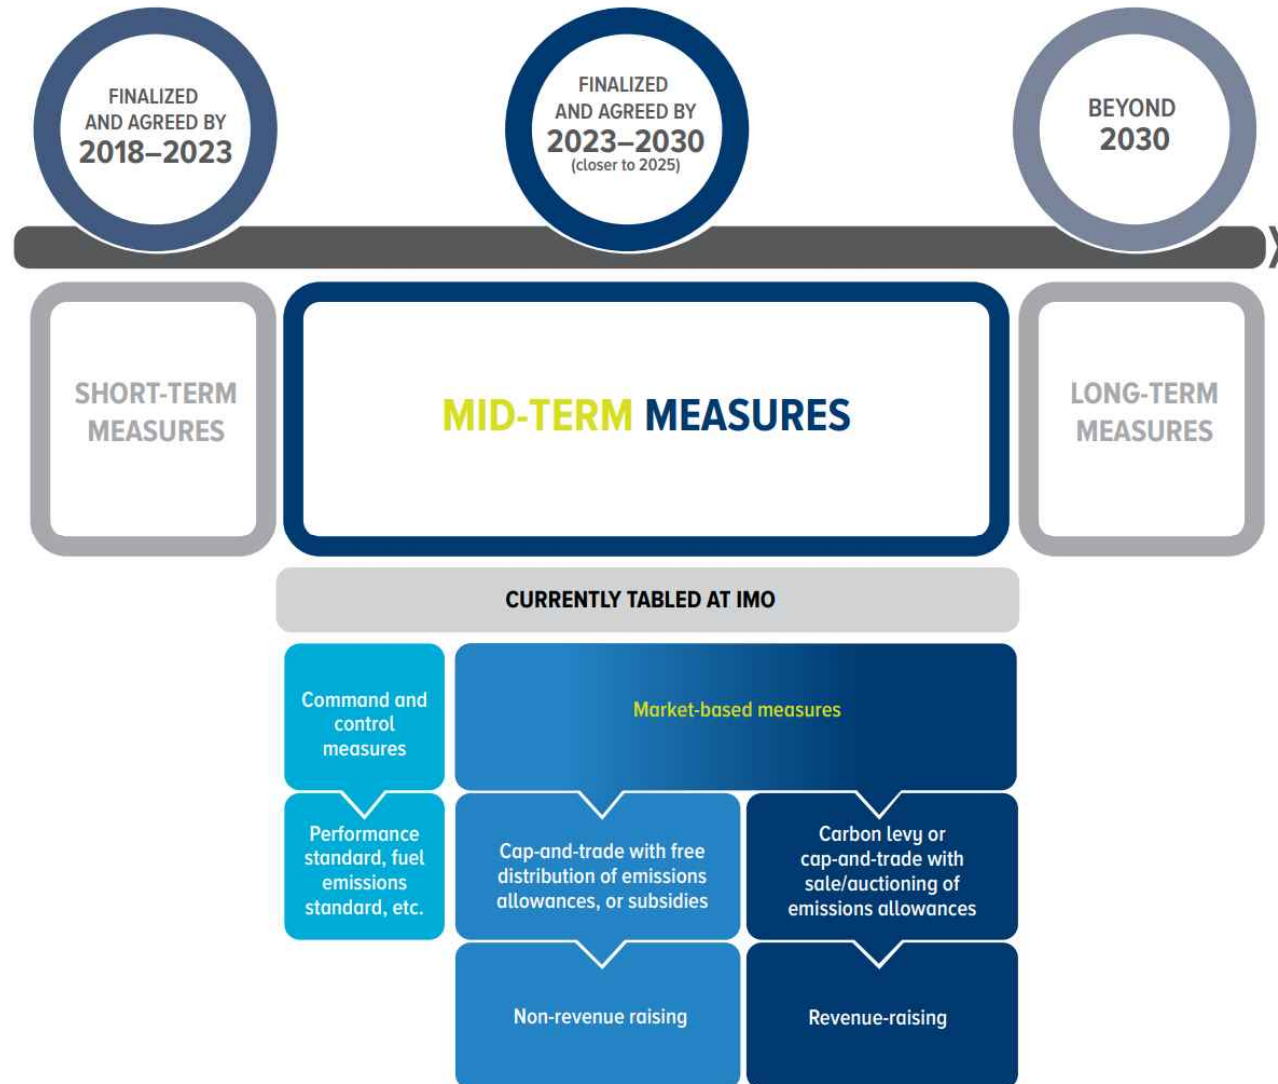 FINALIZED
AND AGREED BY
2018–2023
FINALIZED
AND AGREED BY
2023–2030
(closer to 2025)
BEYOND
2030
SHORT-TERM
MEASURES
MID-TERM MEASURES
LONG-TERM
MEASURES
CURRENTLY TABLED AT IMO
Command and
control
measures
Market-based measures
Performance
standard, fuel
emissions
standard, etc.
Cap-and-trade with free
distribution of emissions
allowances, or subsidies
Carbon levy or
cap-and-trade with
sale/auctioning of
emissions allowances
Non-revenue raising
Revenue-raising